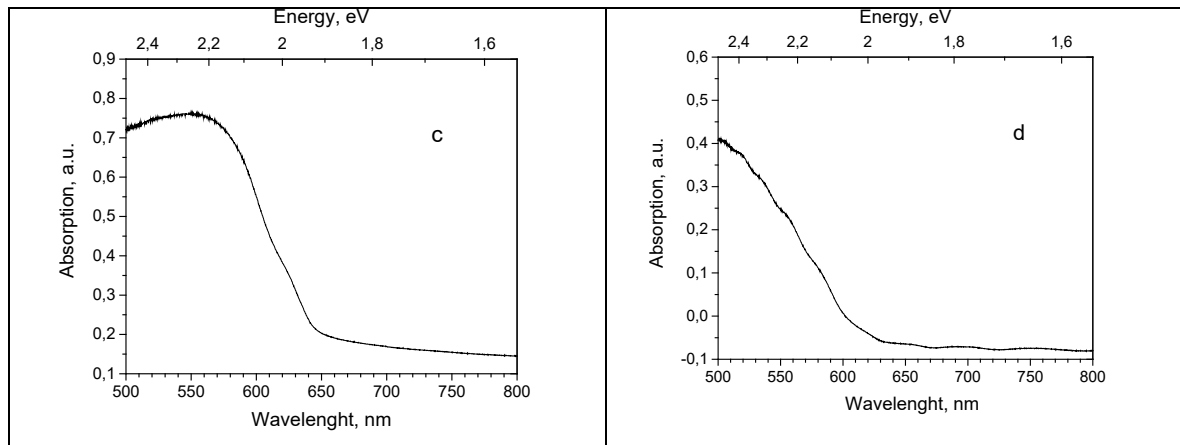 Energy, eV
2,4 2,2 2 1,8 1,6
0,9
0,8
0,7
0,6
0,5
0,4
0,3
0,2
0,1
Absorption, a.u.
c
500 550 600 650 700 750 800
Wavelenght, nm
Energy, eV
2,4 2,2 2 1,8 1,6
0,6
0,5
0,4
0,3
0,2
0,1
0,0
-0,1
Absorption, a.u.
d
500 550 600 650 700 750 800
Wavelenght, nm